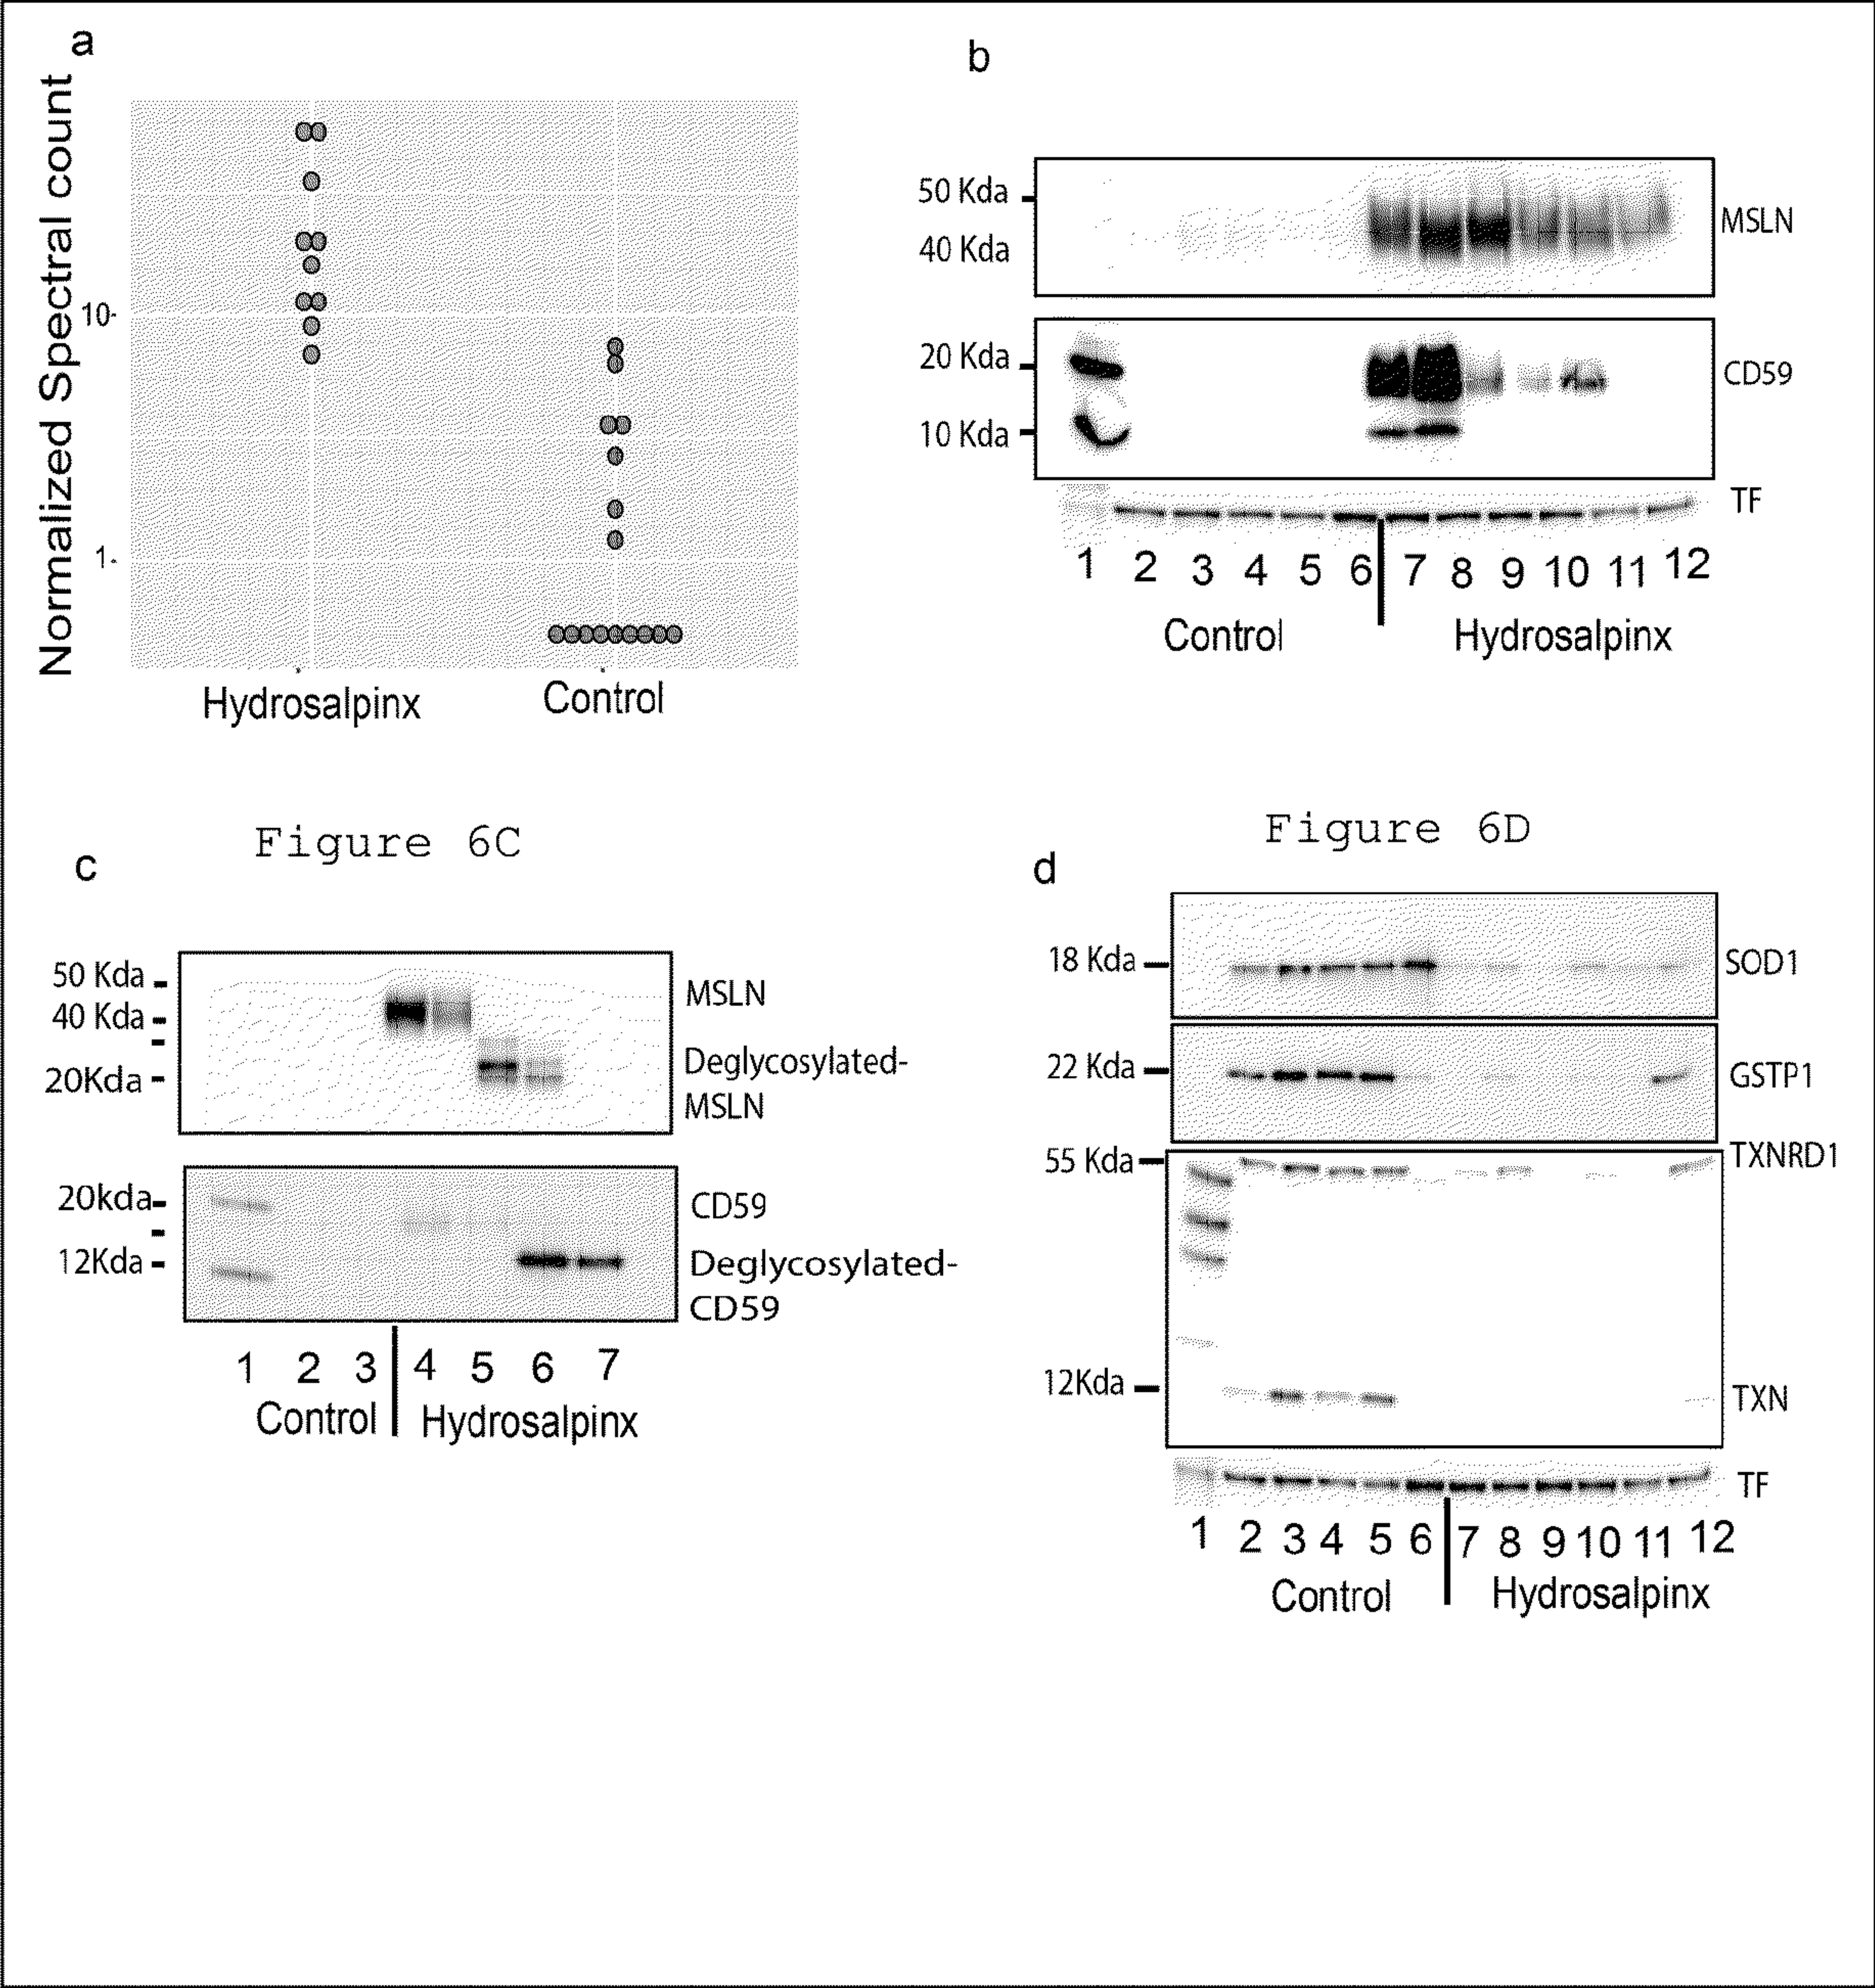 a
Normalized Spectral count
10-
1-
Hydrosalpinx
Control
b
50 Kda
40 Kda
MSLN
20 Kda
10 Kda
CD59
TF
1 2 3 4 5 6 7 8 9 10 11 12
Control
Hydrosalpinx
Figure 6C
c
50 Kda
40 Kda
20Kda
MSLN
Deglycosylated-
MSLN
20kda
12Kda
CD59
Deglycosylated-
CD59
1 2 3 4 5 6 7
Control
Hydrosalpinx
Figure 6D
d
18 Kda
SOD1
22 Kda
GSTP1
55 Kda
TXNRD1
12Kda
TXN
TF
1 2 3 4 5 6 7 8 9 10 11 12
Control
Hydrosalpinx